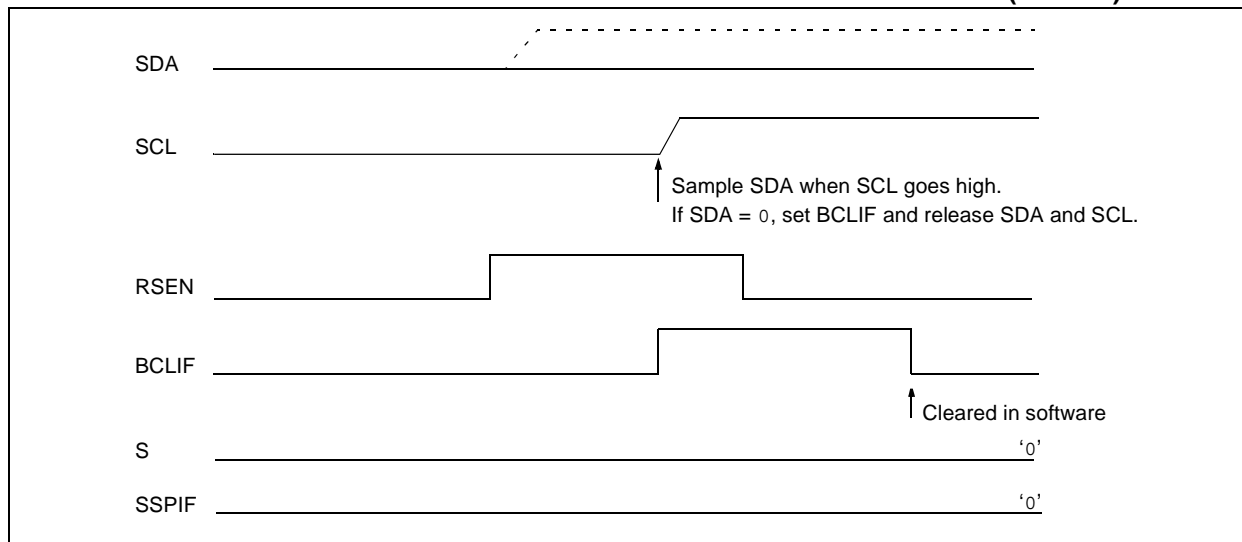 SDA
SCL
Sample SDA when SCL goes high.
If SDA = 0, set BCLIF and release SDA and SCL.
RSEN
BCLIF
Cleared in software
S
‘0’
SSPIF
‘0’